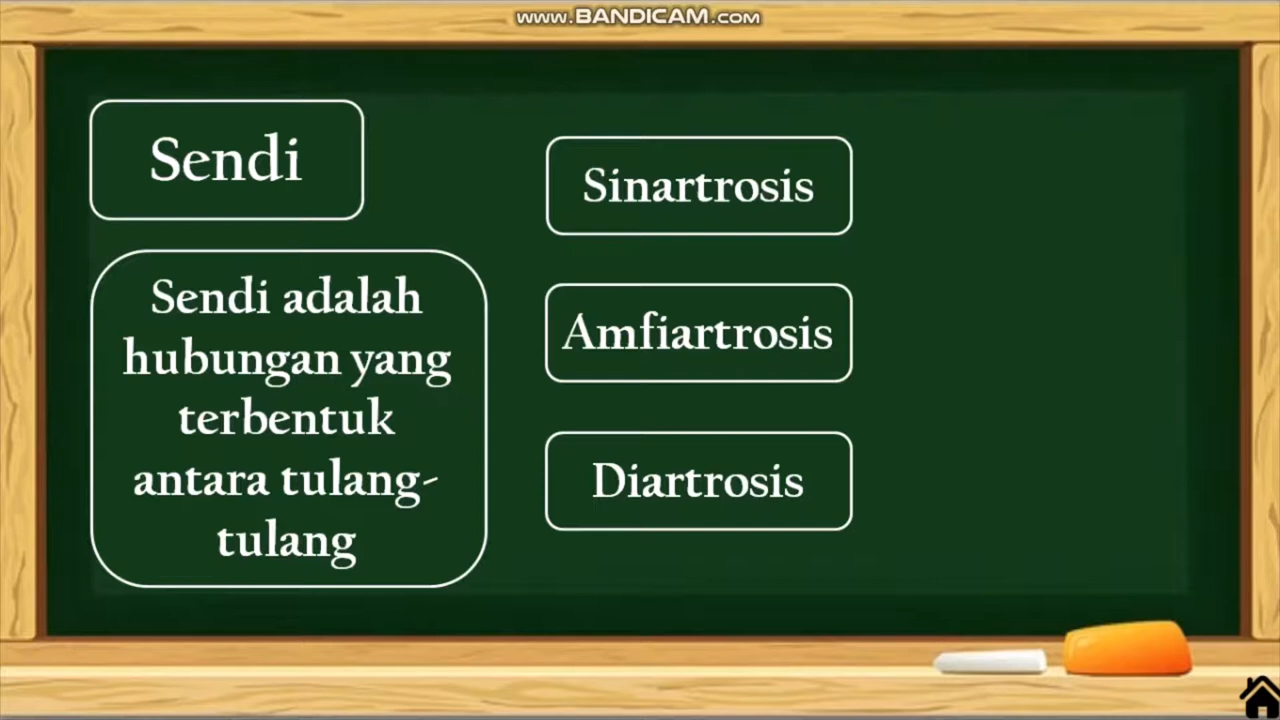 www.BANDICAM.com
Sendi
Sendi adalah
hubungan yang
terbentuk
antara tulang-
tulang
Sinartrosis
Amfiartrosis
Diartrosis